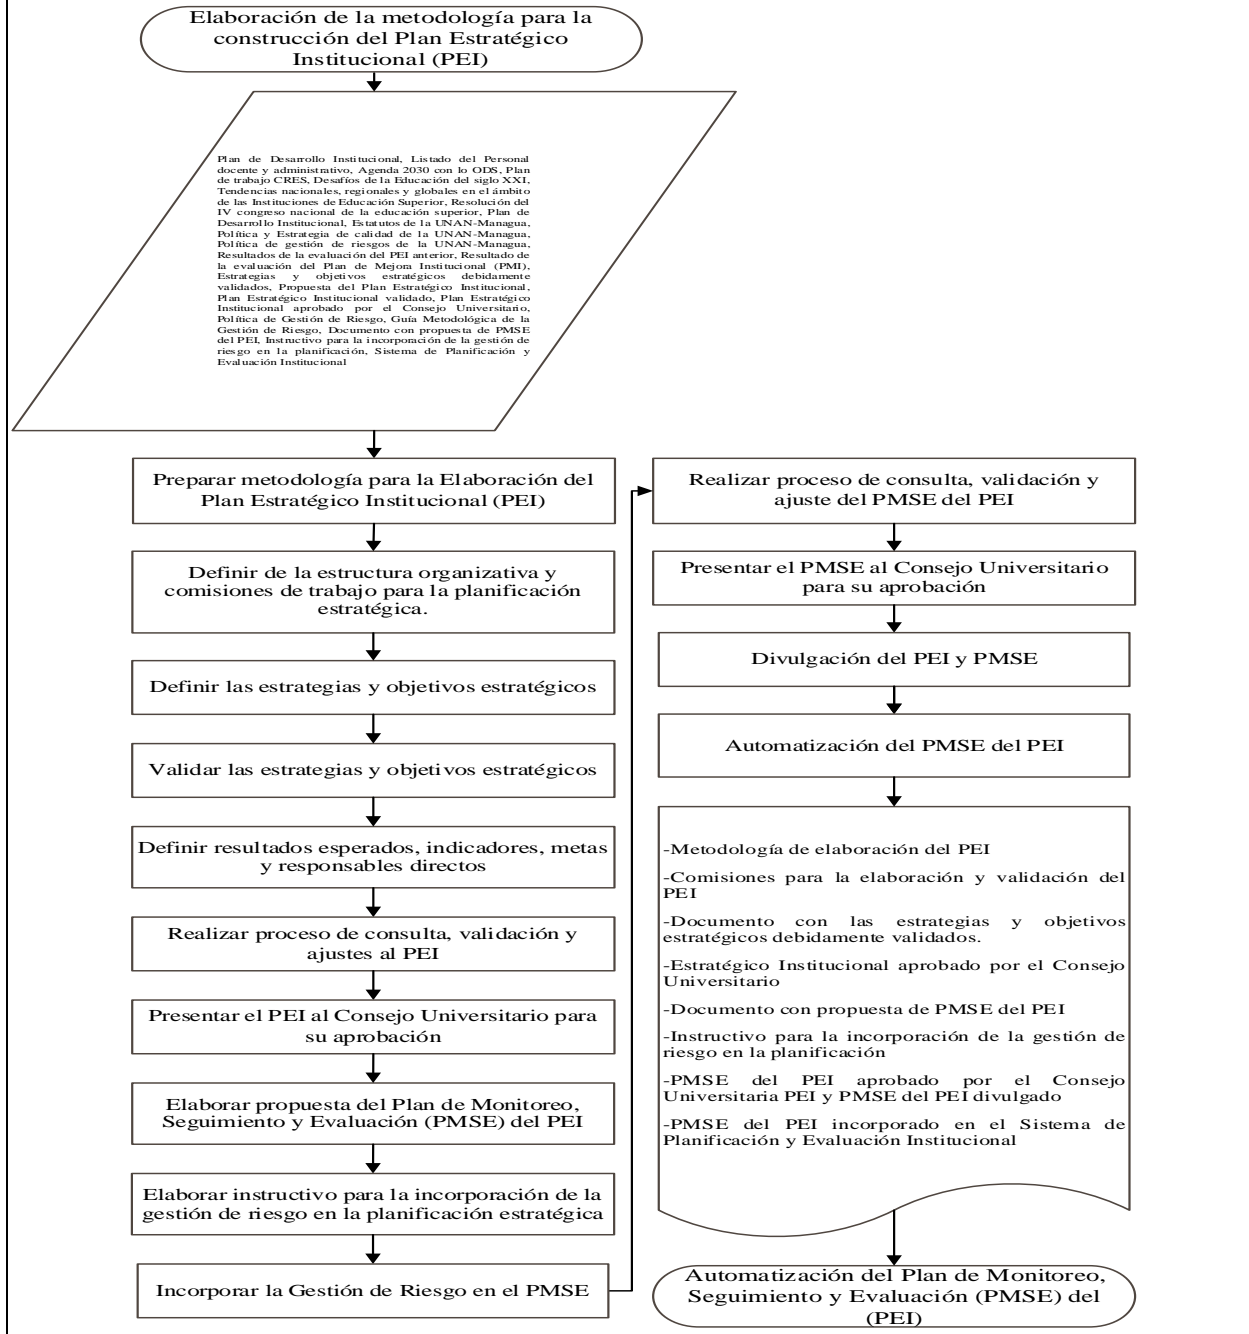 Elaboración de la metodología para la
construcción del Plan Estratégico
Institucional (PEI)
Plan de Desarrollo Institucional, Listado del Personal
docente y administrativo, Agenda 2030 con lo ODS, Plan
de trabajo CRES, Desafíos de la Educación del siglo XXI,
Tendencias nacionales, regionales y globales en el ámbito
de las Instituciones de Educación Superior, Resolución del
IV congreso nacional de la educación superior, Plan de
Desarrollo Institucional, Estatutos de la UNAN-Managua,
Política y Estrategia de calidad de la UNAN-Managua,
Política de gestión de riesgos de la UNAN-Managua,
Resultados de la evaluación del PEI anterior, Resultado de
la evaluación del Plan de Mejora Institucional (PMI),
Estrategias y objetivos estratégicos debidamente
validados, Propuesta del Plan Estratégico Institucional,
Plan Estratégico Institucional validado, Plan Estratégico
Institucional aprobado por el Consejo Universitario,
Política de Gestión de Riesgo, Guía Metodológica de la
Gestión de Riesgo, Documento con propuesta de PMSE
del PEI, Instructivo para la incorporación de la gestión de
riesgo en la planificación, Sistema de Planificación y
Evaluación Institucional
Preparar metodología para la Elaboración del
Plan Estratégico Institucional (PEI)
Definir de la estructura organizativa y
comisiones de trabajo para la planificación
estratégica.
Definir las estrategias y objetivos estratégicos
Validar las estrategias y objetivos estratégicos
Definir resultados esperados, indicadores, metas
y responsables directos
Realizar proceso de consulta, validación y
ajustes al PEI
Presentar el PEI al Consejo Universitario para
su aprobación
Elaborar propuesta del Plan de Monitoreo,
Seguimiento y Evaluación (PMSE) del PEI
Elaborar instructivo para la incorporación de la
gestión de riesgo en la planificación estratégica
Incorporar la Gestión de Riesgo en el PMSE
Realizar proceso de consulta, validación y
ajuste del PMSE del PEI
Presentar el PMSE al Consejo Universitario
para su aprobación
Divulgación del PEI y PMSE
Automatización del PMSE del PEI
-Metodología de elaboración del PEI
-Comisiones para la elaboración y validación del
PEI
-Documento con las estrategias y objetivos
estratégicos debidamente validados.
-Estratégico Institucional aprobado por el Consejo
Universitario
-Documento con propuesta de PMSE del PEI
-Instructivo para la incorporación de la gestión de
riesgo en la planificación
-PMSE del PEI aprobado por el Consejo
Universitaria PEI y PMSE del PEI divulgado
-PMSE del PEI incorporado en el Sistema de
Planificación y Evaluación Institucional
Automatización del Plan de Monitoreo,
Seguimiento y Evaluación (PMSE) del
(PEI)